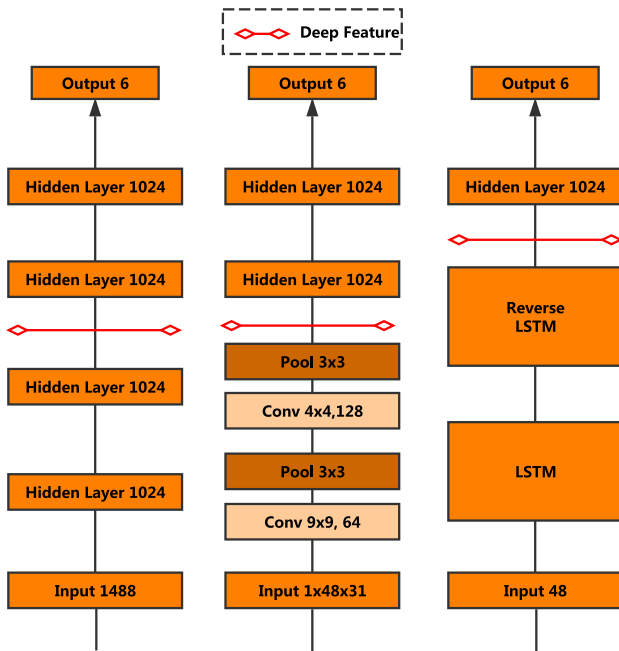 Deep Feature
Output 6
Hidden Layer 1024
Hidden Layer 1024
Hidden Layer 1024
Hidden Layer 1024
Input 1488
Output 6
Hidden Layer 1024
Hidden Layer 1024
Pool 3x3
Conv 4x4,128
Pool 3x3
Conv 9x9, 64
Input 1x48x31
Output 6
Hidden Layer 1024
Reverse
LSTM
LSTM
Input 48